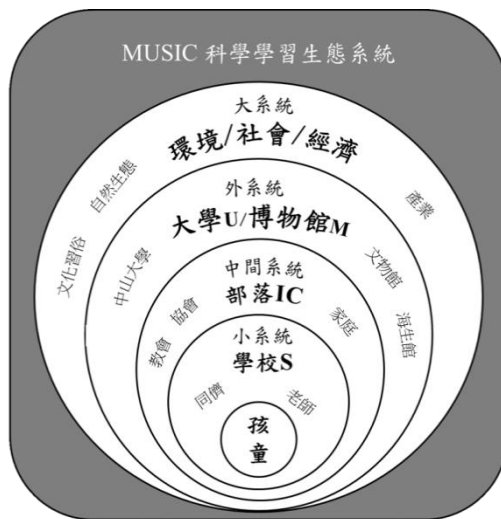 MUSIC 科學學習生態系統
大系統
環境/社會/經濟
自然生態
產業
文化習俗
外系統
大學U/博物館M
中山大學
文物館
海生館
中間系統
部落IC
協會
教會
家庭
小系統
學校S
同儕
老師
孩
童